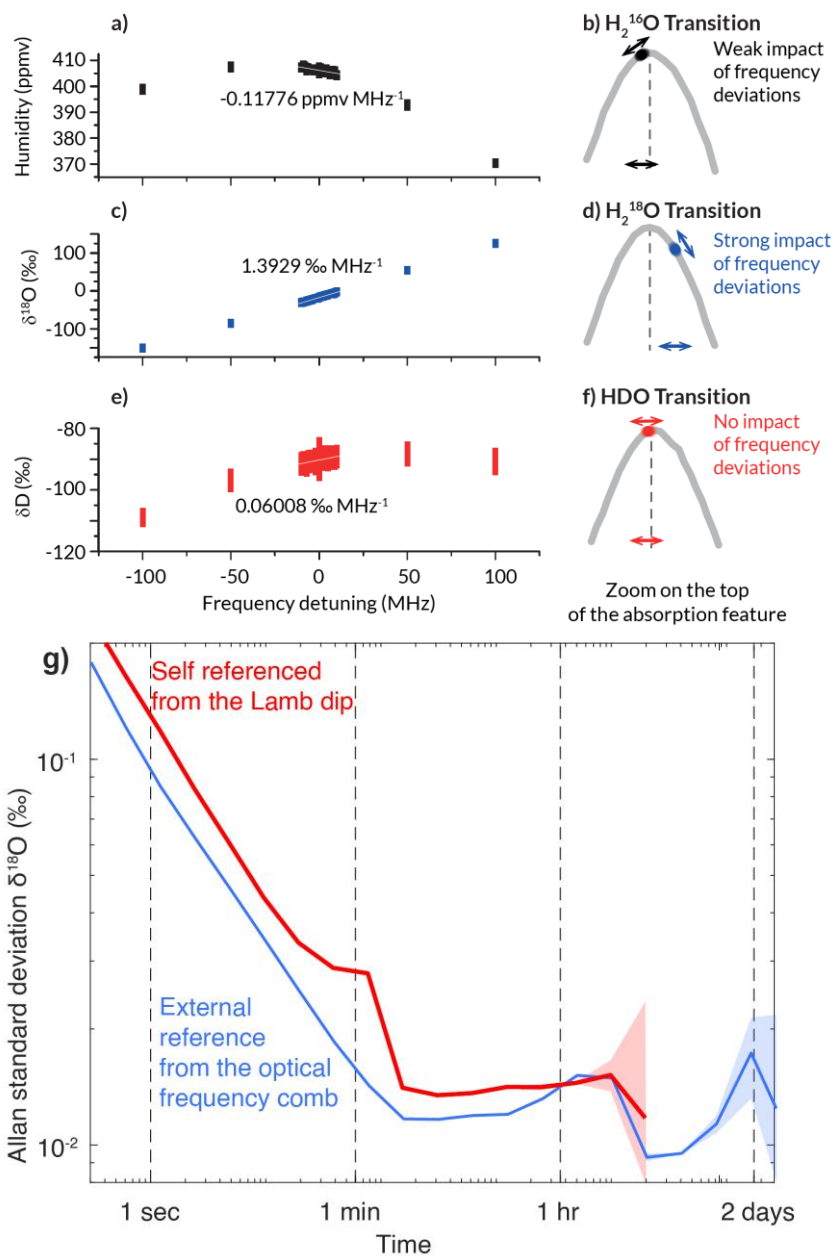 a)
Humidity (ppmv)
410
400
390
380
370
-0.11776 ppmv MHz⁻¹
b) H₂¹⁶O Transition
Weak impact
of frequency
deviations
c)
δ¹⁸O (‰)
100
0
-100
1.3929 ‰ MHz⁻¹
d) H₂¹⁸O Transition
Strong impact
of frequency
deviations
e)
δD (‰)
-80
-100
-120
0.06008 ‰ MHz⁻¹
-100 -50 0 50 100
Frequency detuning (MHz)
f) HDO Transition
No impact
of frequency
deviations
Zoom on the top
of the absorption feature
g)
Self referenced
from the Lamb dip
Allan standard deviation δ¹⁸O (‰)
10⁻¹
10⁻²
External
reference
from the optical
frequency comb
1 sec 1 min 1 hr 2 days
Time